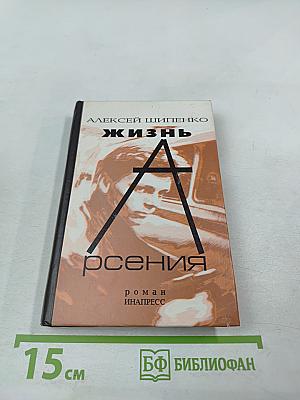 АЛЕКСЕЙ ШИПЕНКО
ЖИЗНЬ
А
рсения
роман
ИНАПРЕСС
15 см
БФ БИБЛИОФАН